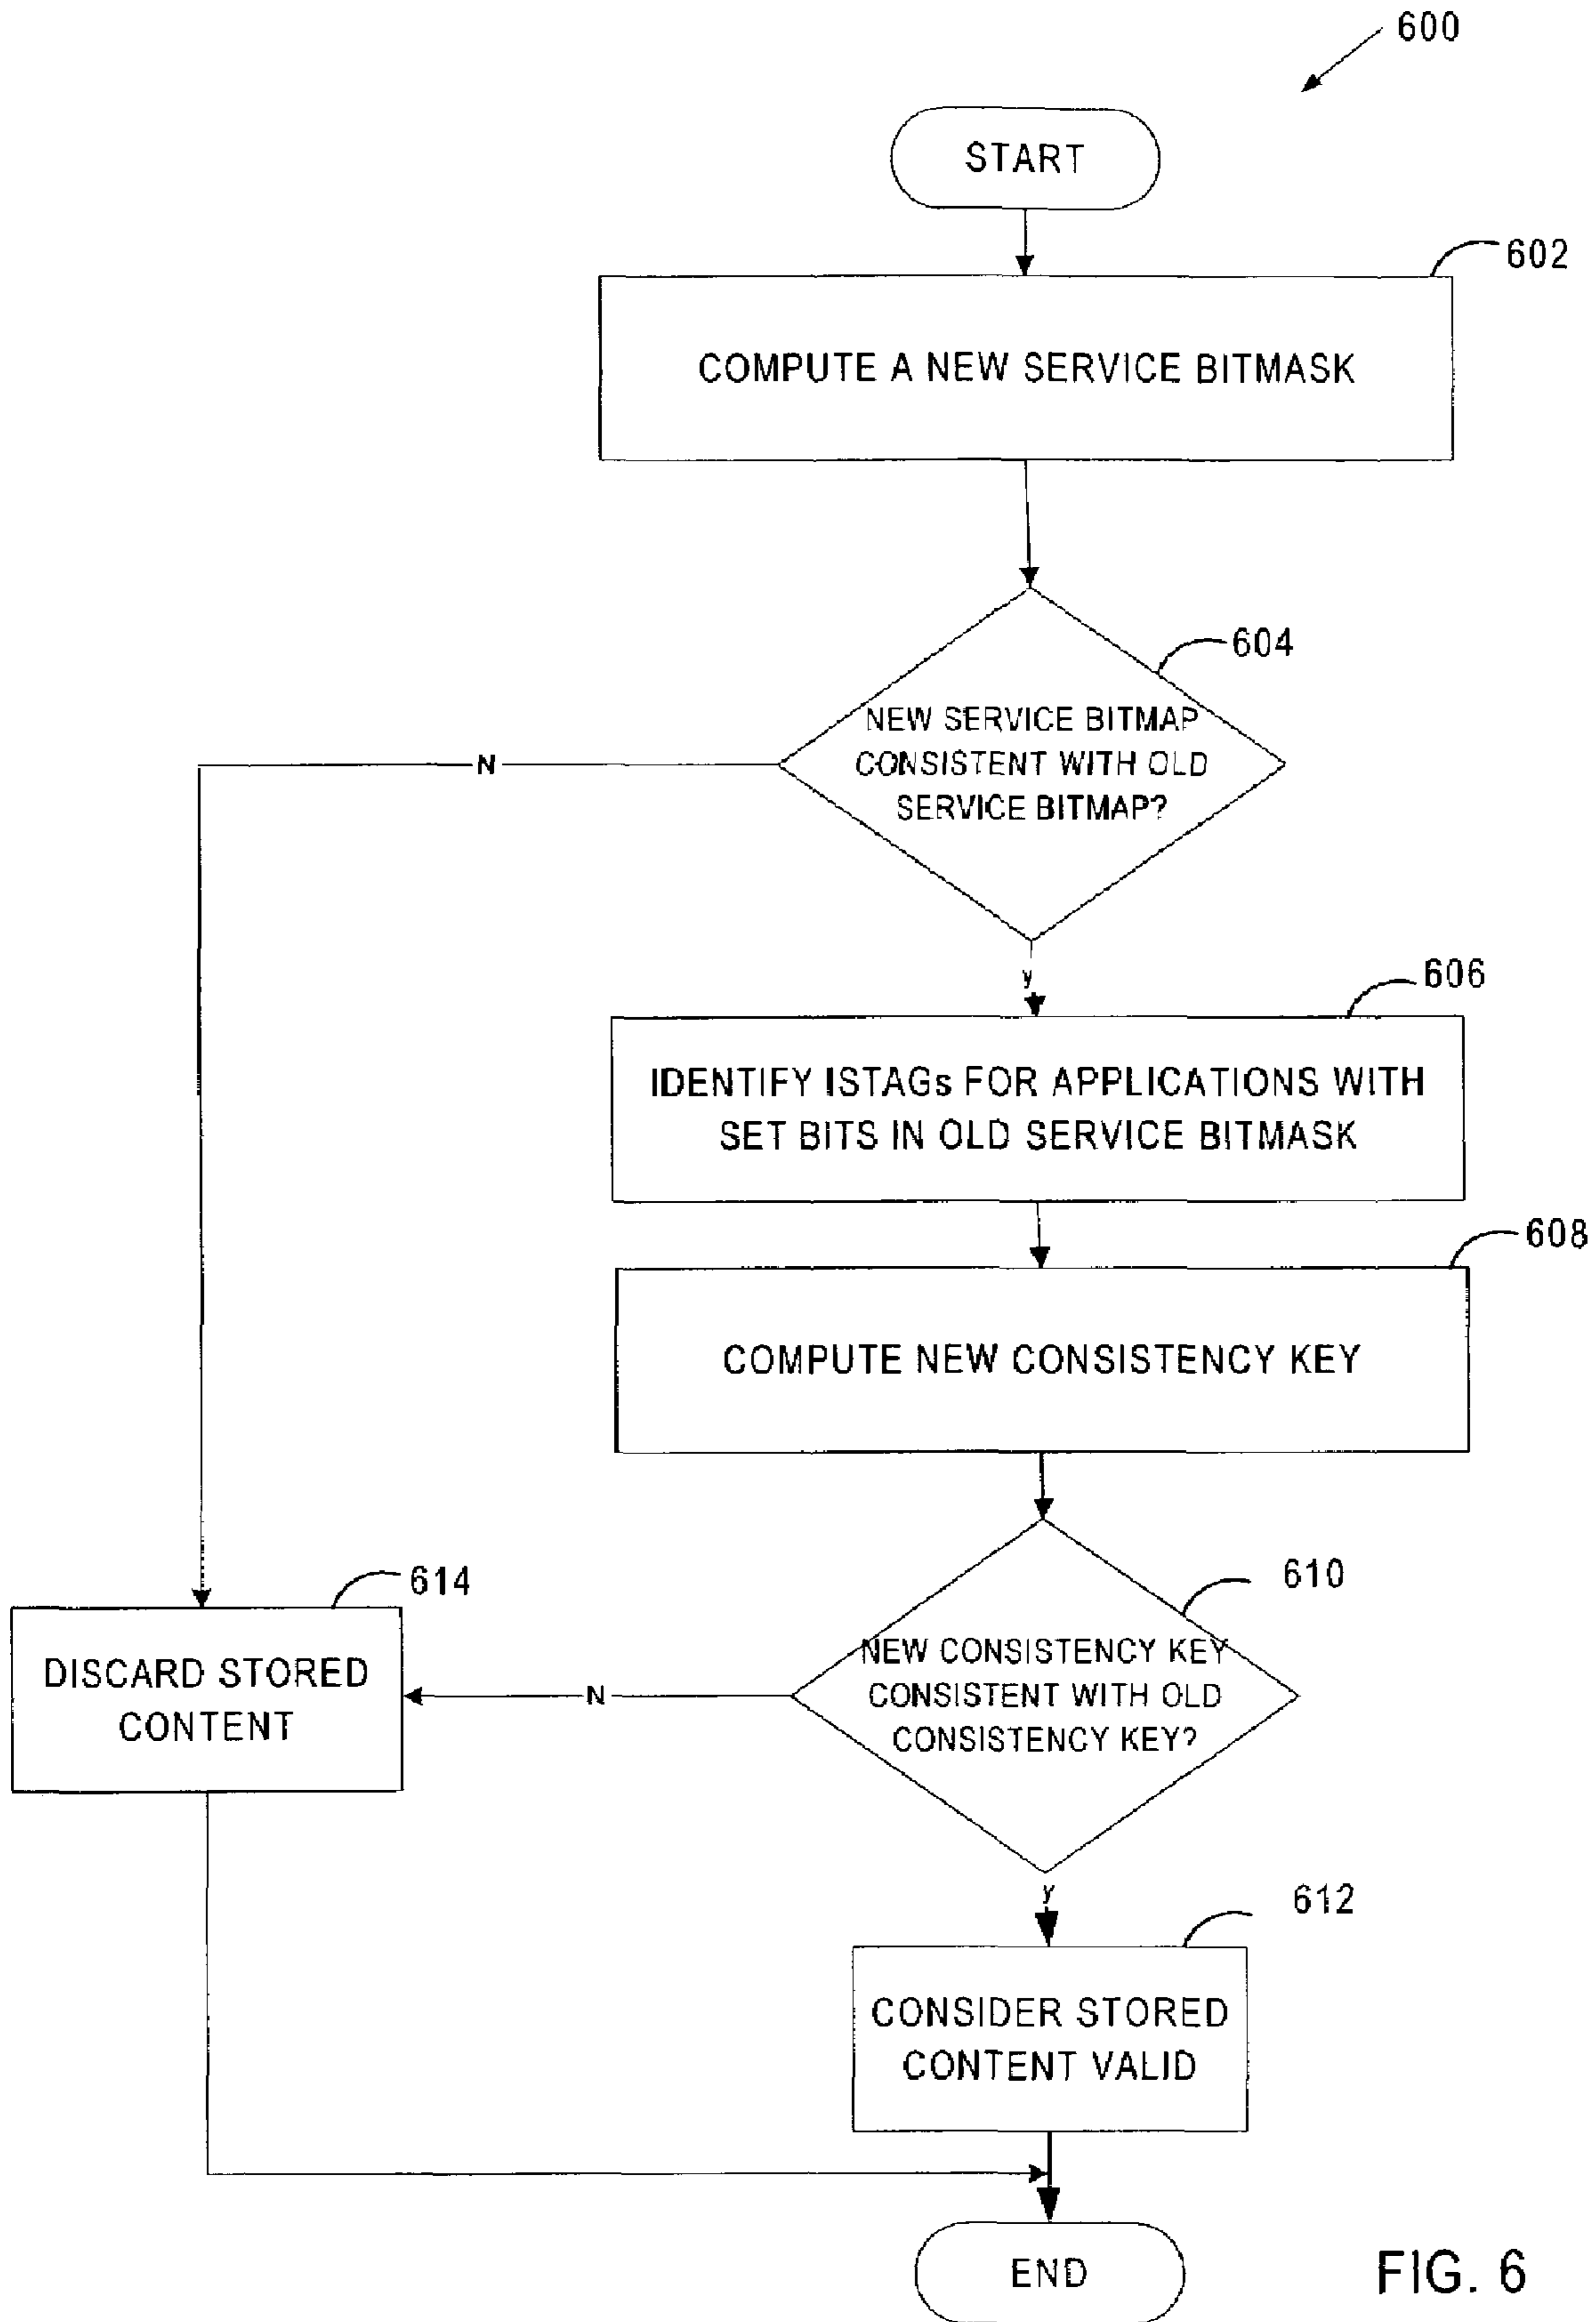 600
START
602
COMPUTE A NEW SERVICE BITMASK
604
NEW SERVICE BITMAP
CONSISTENT WITH OLD
SERVICE BITMAP?
N
y
606
IDENTIFY ISTAGs FOR APPLICATIONS WITH
SET BITS IN OLD SERVICE BITMASK
608
COMPUTE NEW CONSISTENCY KEY
610
NEW CONSISTENCY KEY
CONSISTENT WITH OLD
CONSISTENCY KEY?
N
614
DISCARD STORED
CONTENT
y
612
CONSIDER STORED
CONTENT VALID
END
FIG. 6